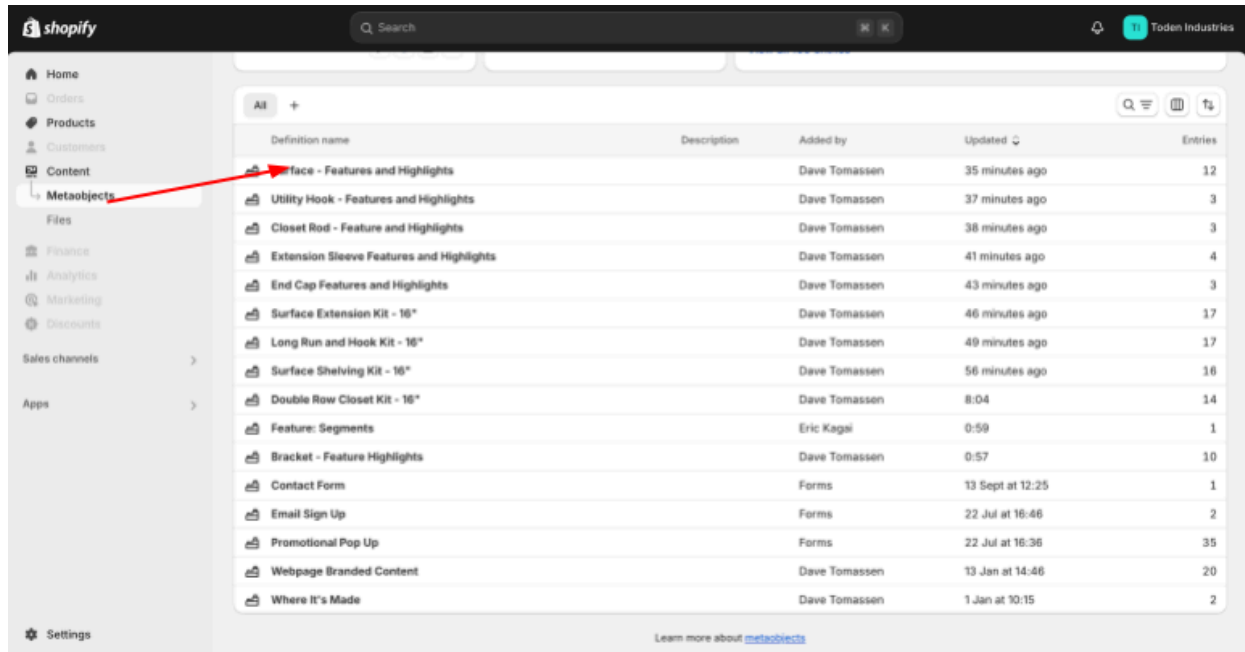 shopify
Search
⌘ K
TI
Toden Industries
Home
Orders
Products
Customers
Content
Metaobjects
Files
Finance
Analytics
Marketing
Discounts
Sales channels
Apps
Settings
All +
Definition name Description Added by Updated Entries
- Features and Highlights Dave Tomassen 35 minutes ago 12
Utility Hook - Features and Highlights Dave Tomassen 37 minutes ago 3
Closet Rod - Feature and Highlights Dave Tomassen 38 minutes ago 3
Extension Sleeve Features and Highlights Dave Tomassen 41 minutes ago 4
End Cap Features and Highlights Dave Tomassen 43 minutes ago 3
Surface Extension Kit - 16" Dave Tomassen 46 minutes ago 17
Long Run and Hook Kit - 16" Dave Tomassen 49 minutes ago 17
Surface Shelving Kit - 16" Dave Tomassen 56 minutes ago 16
Double Row Closet Kit - 16" Dave Tomassen 8:04 14
Feature: Segments Eric Kagai 0:59 1
Bracket - Feature Highlights Dave Tomassen 0:57 10
Contact Form Forms 13 Sept at 12:25 1
Email Sign Up Forms 22 Jul at 16:46 2
Promotional Pop Up Forms 22 Jul at 16:36 35
Webpage Branded Content Dave Tomassen 13 Jan at 14:46 20
Where It's Made Dave Tomassen 1 Jan at 10:15 2
Learn more about metaobjects